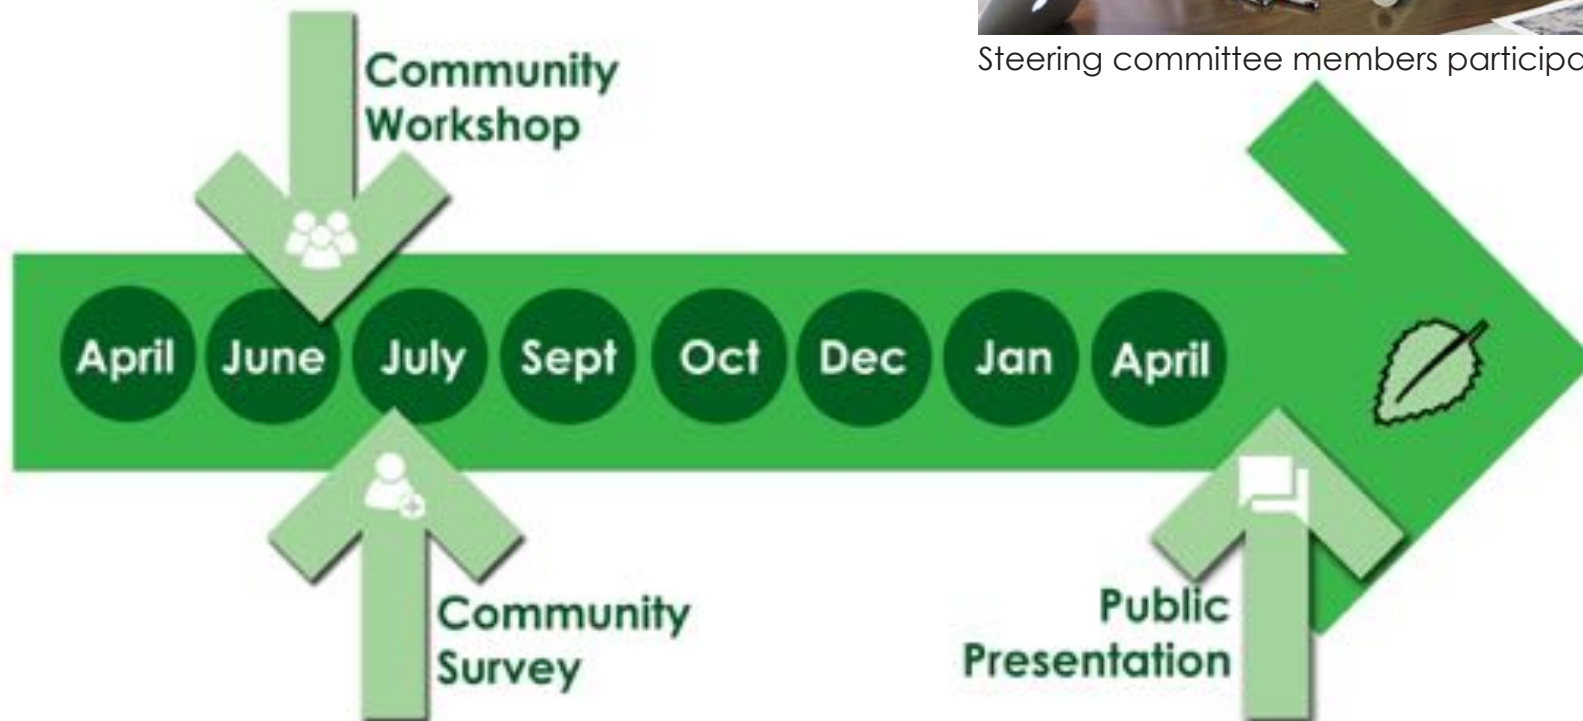 Steering committee members
Community
Workshop
April June July Sept Oct Dec Jan April
Community
Survey
Public
Presentation